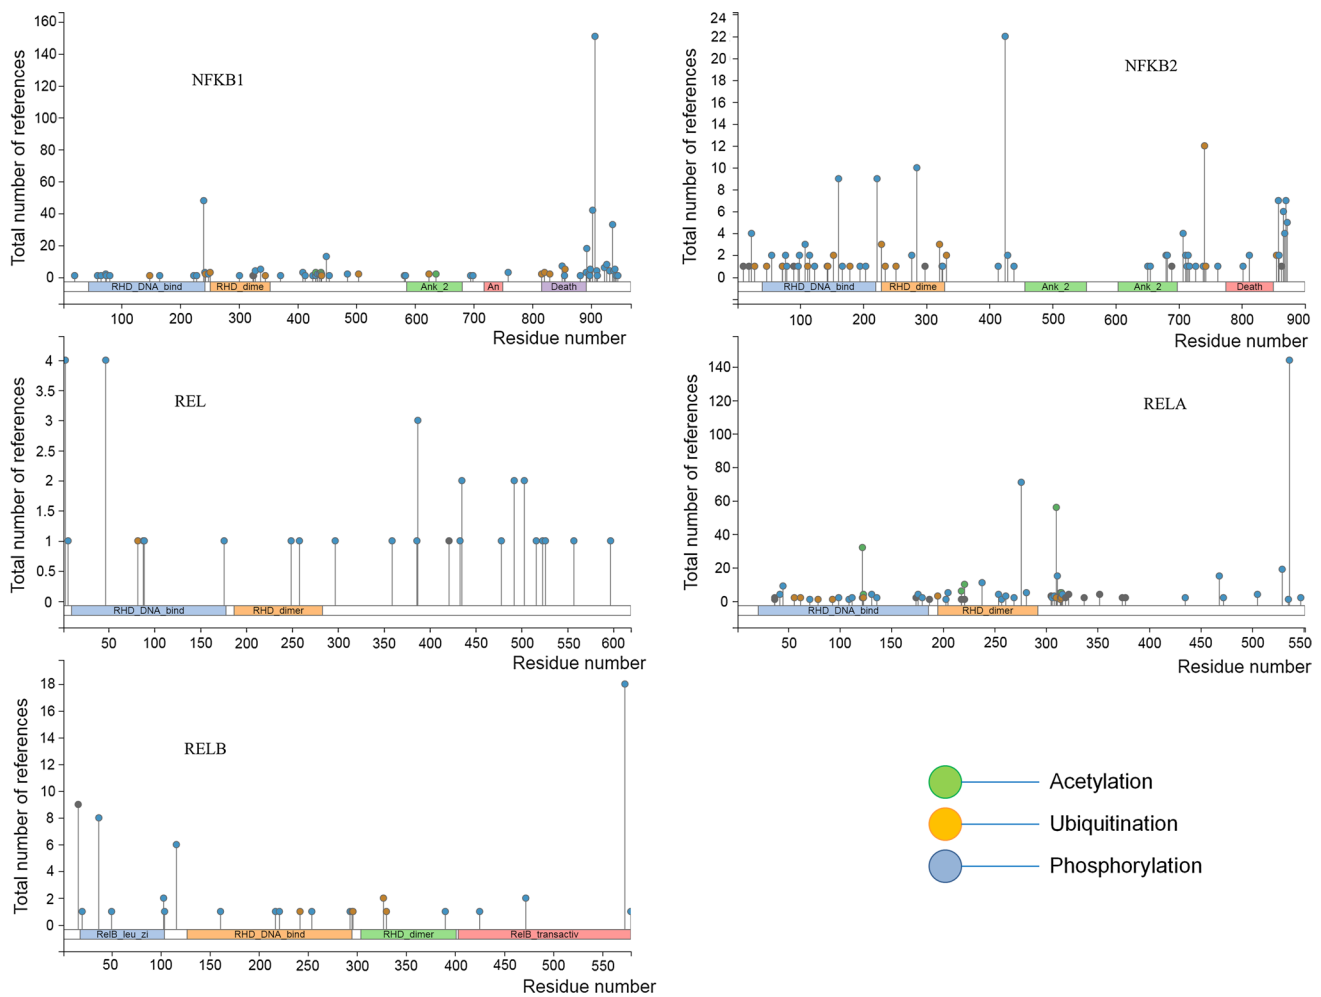 Total number of references
NFKB1
160
140
120
100
80
60
40
20
0
RHD_DNA_bind RHD_dime Ank_2 An Death
100 200 300 400 500 600 700 800 900
Residue number
Total number of references
NFKB2
24
22
20
18
16
14
12
10
8
6
4
2
0
RHD_DNA_bind RHD_dime Ank_2 Ank_2 Death
100 200 300 400 500 600 700 800 900
Residue number
Total number of references
REL
4
3.5
3
2.5
2
1.5
1
0.5
0
RHD_DNA_bind RHD_dimer
50 100 150 200 250 300 350 400 450 500 550 600
Residue number
Total number of references
RELA
140
120
100
80
60
40
20
0
RHD_DNA_bind RHD_dimer
50 100 150 200 250 300 350 400 450 500 550
Residue number
Total number of references
RELB
18
16
14
12
10
8
6
4
2
0
RelB_leu_zi RHD_DNA_bind RHD_dimer RelB_transactiv
50 100 150 200 250 300 350 400 450 500 550
Residue number
Acetylation
Ubiquitination
Phosphorylation